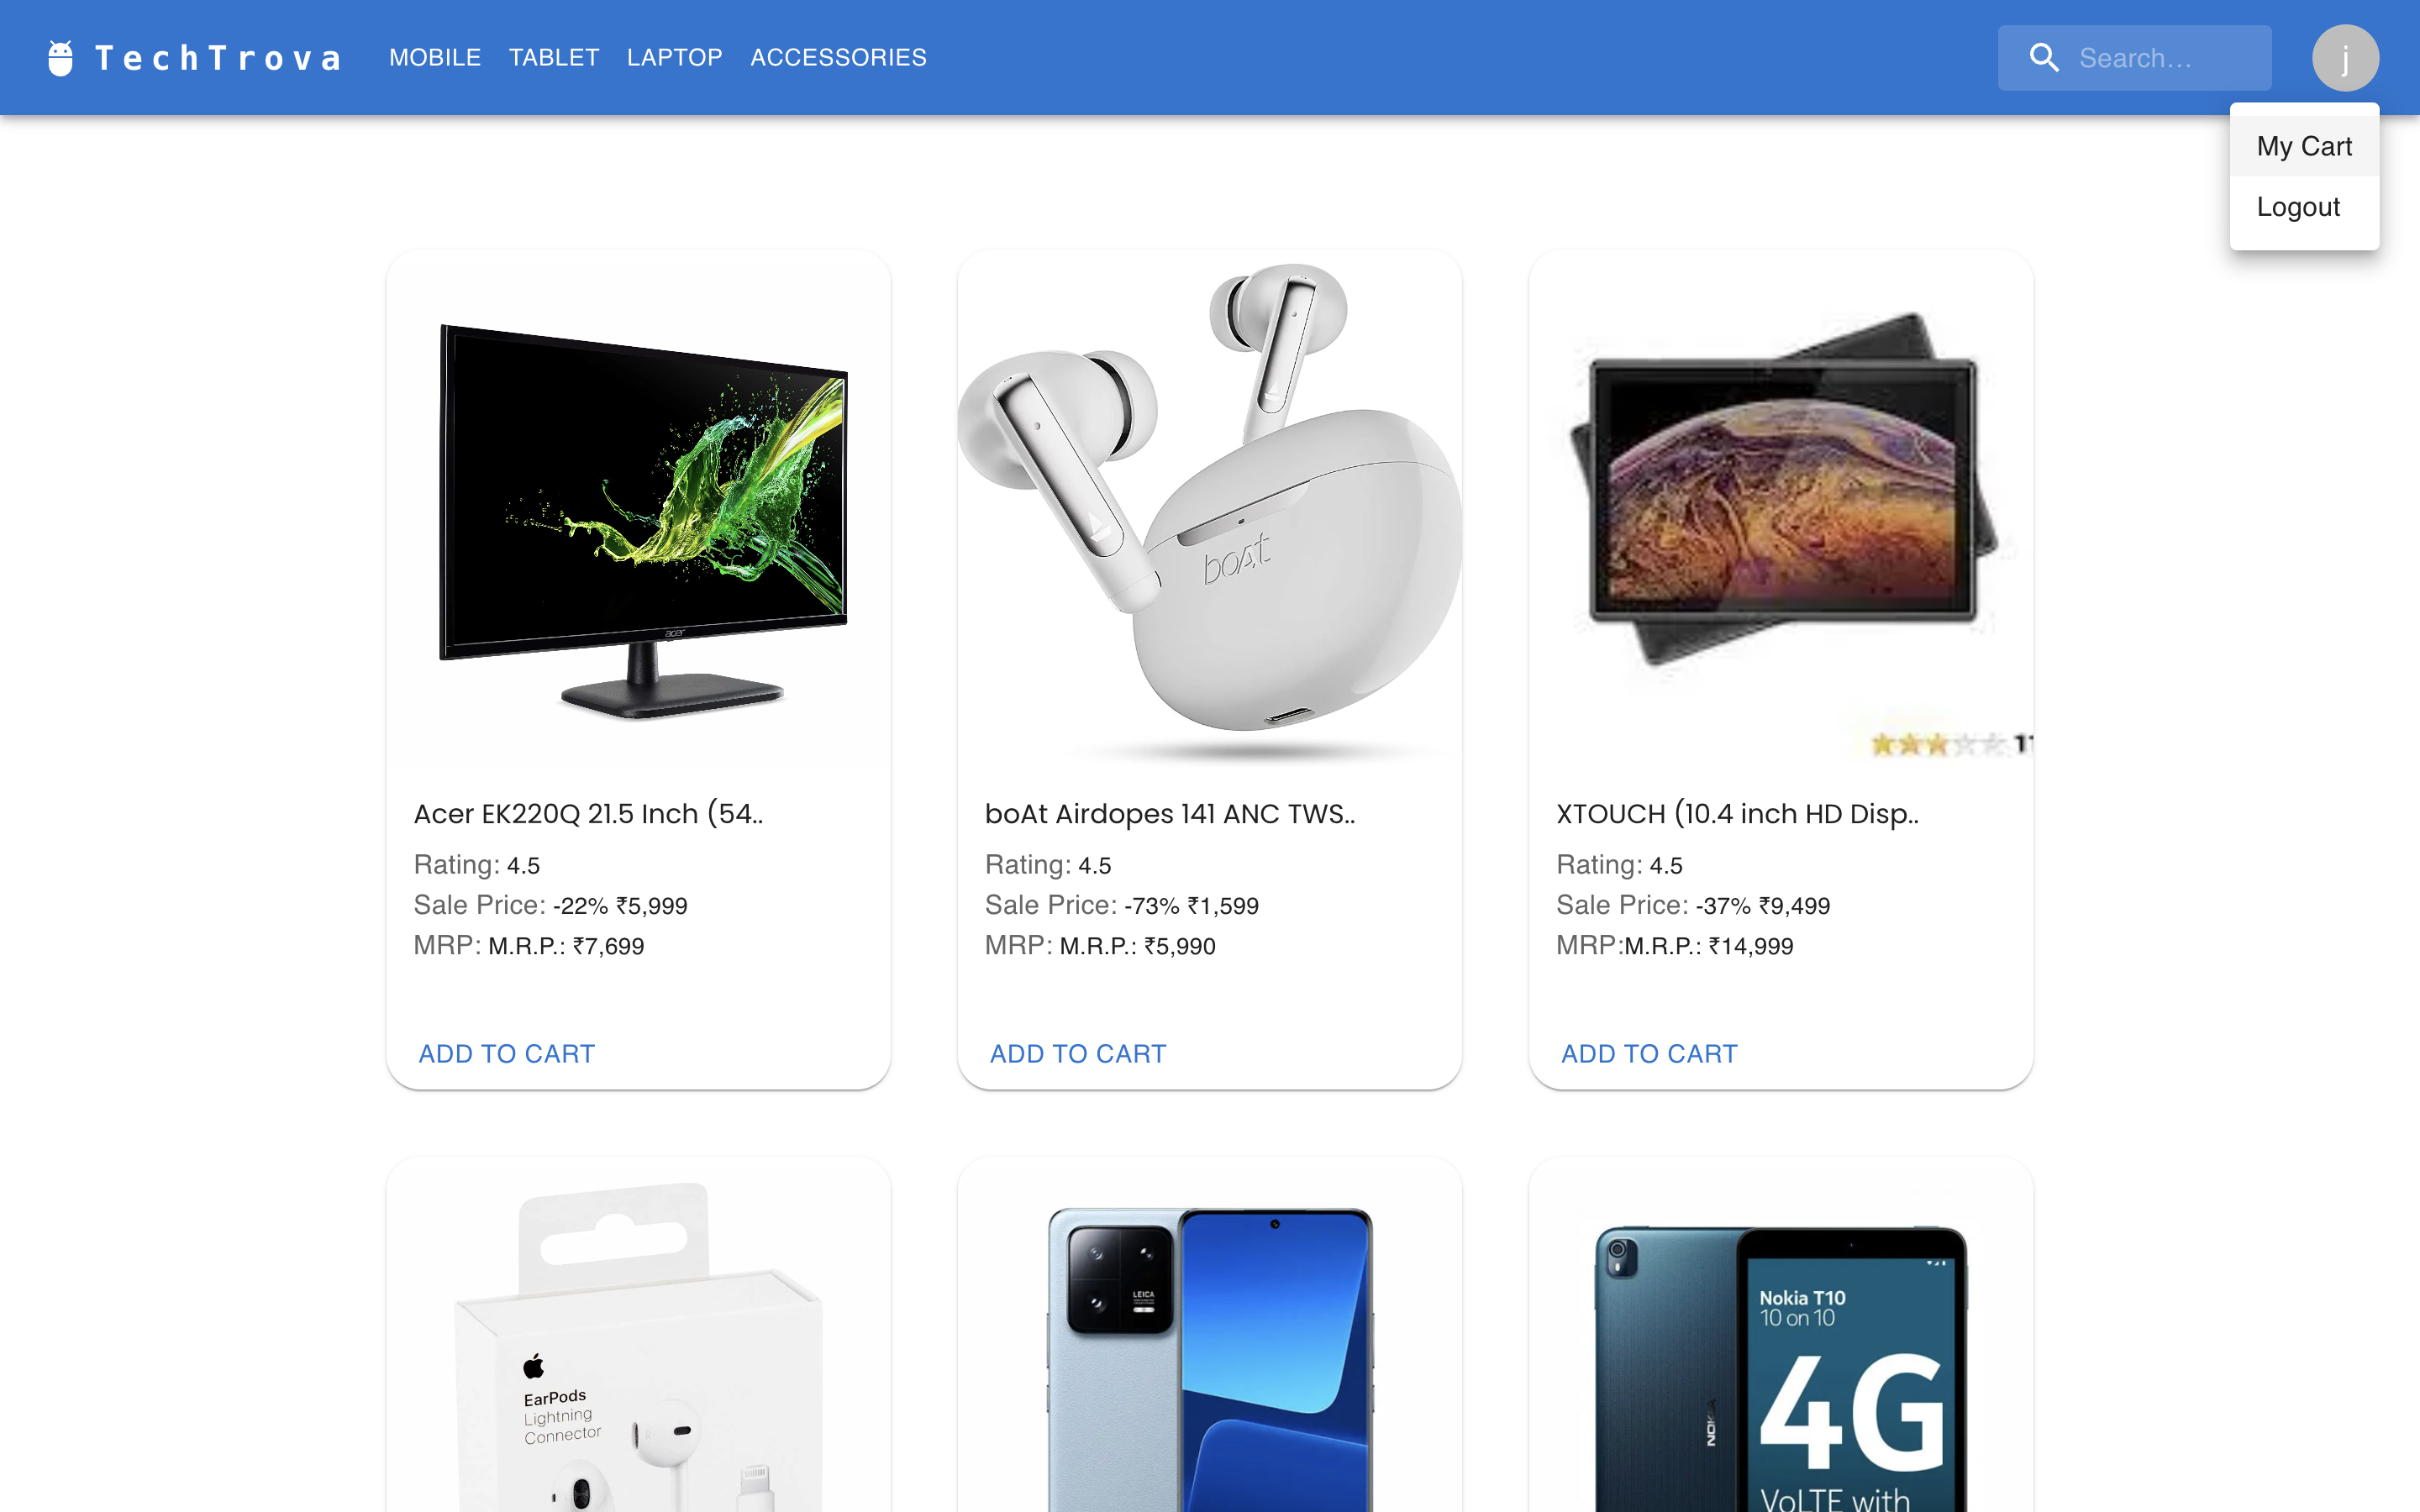 TechTrova MOBILE TABLET LAPTOP ACCESSORIES Search... j
My Cart
Logout
acer
boAt
11
Acer EK220Q 21.5 Inch (54..
Rating: 4.5
Sale Price: -22% ₹5,999
MRP: M.R.P.: ₹7,699
ADD TO CART
boAt Airdopes 141 ANC TWS..
Rating: 4.5
Sale Price: -73% ₹1,599
MRP: M.R.P.: ₹5,990
ADD TO CART
XTOUCH (10.4 inch HD Disp..
Rating: 4.5
Sale Price: -37% ₹9,499
MRP:M.R.P.: ₹14,999
ADD TO CART
EarPods
Lightning
Connector
LEICA
NOKIA
Nokia T10
10 on 10
4G
VoLTE with